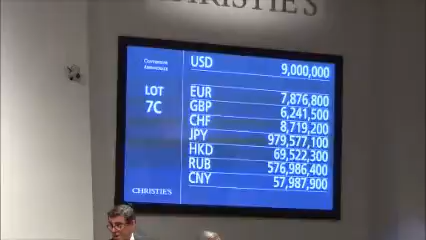 CHRISTIE'S
USD 9,000,000
LOT
7C
EUR 7,876,800
GBP 6,241,500
CHF 8,719,200
JPY 979,577,100
HKD 69,522,300
RUB 576,986,400
CNY 57,987,900
CHRISTIE'S